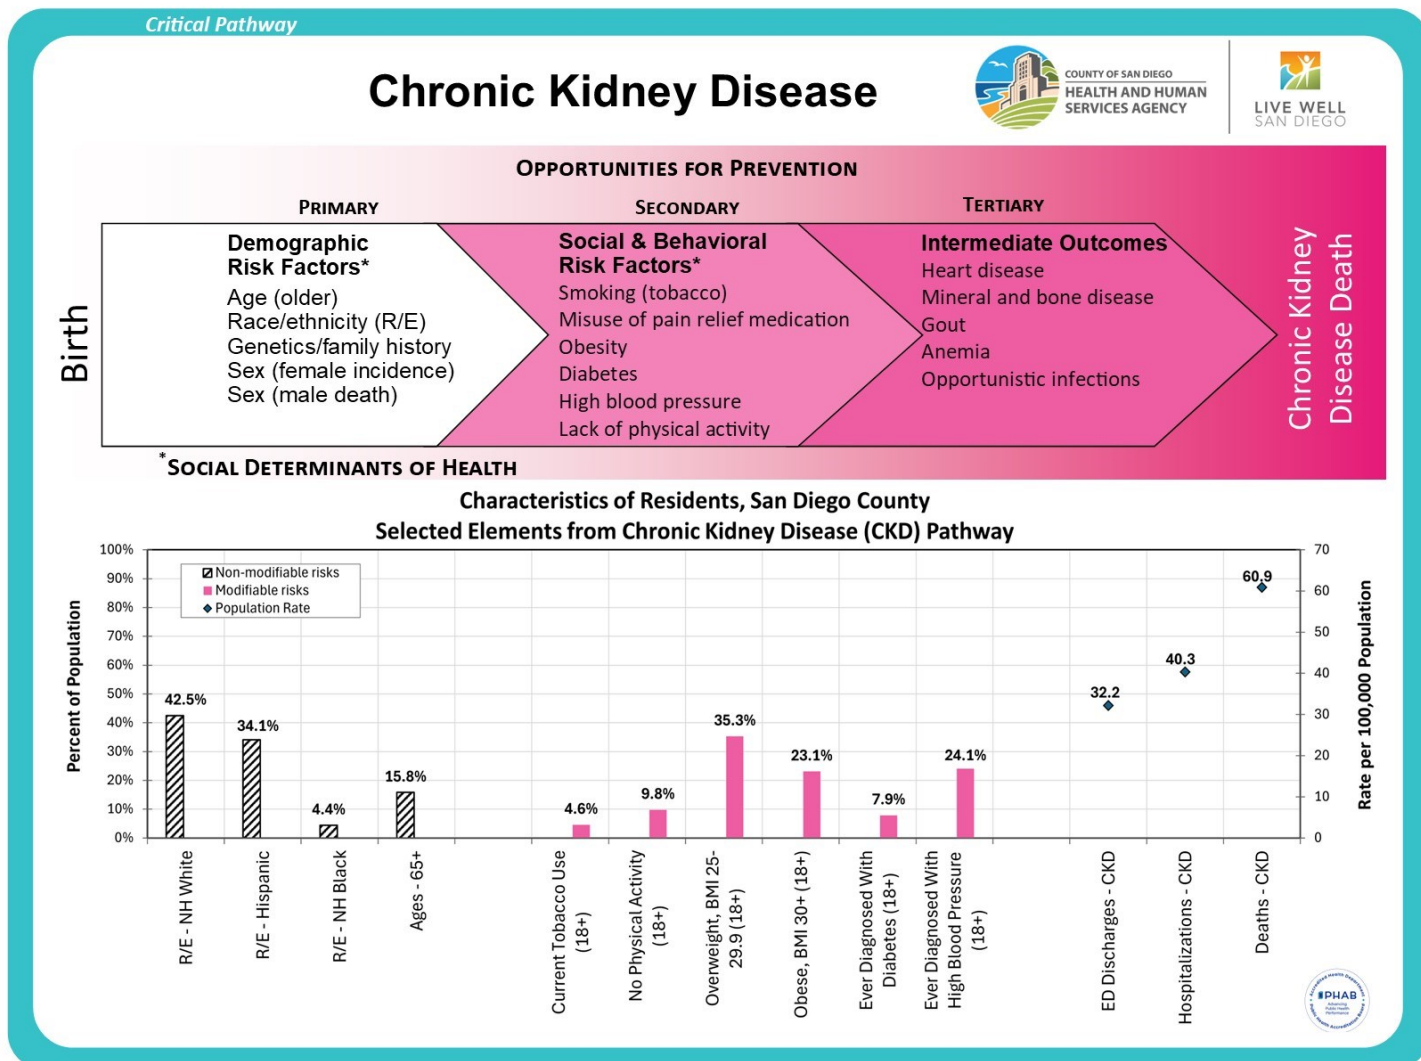 Critical Pathway
Chronic Kidney Disease
COUNTY OF SAN DIEGO
HEALTH AND HUMAN
SERVICES AGENCY
LIVE WELL
SAN DIEGO
OPPORTUNITIES FOR PREVENTION
PRIMARY
SECONDARY
TERTIARY
Birth
Demographic
Risk Factors*
Age (older)
Race/ethnicity (R/E)
Genetics/family history
Sex (female incidence)
Sex (male death)
Social & Behavioral
Risk Factors*
Smoking (tobacco)
Misuse of pain relief medication
Obesity
Diabetes
High blood pressure
Lack of physical activity
Intermediate Outcomes
Heart disease
Mineral and bone disease
Gout
Anemia
Opportunistic infections
Chronic Kidney
Disease Death
*SOCIAL DETERMINANTS OF HEALTH
Characteristics of Residents, San Diego County
Selected Elements from Chronic Kidney Disease (CKD) Pathway
Percent of Population
100%
90%
80%
70%
60%
50%
40%
30%
20%
10%
0%
Non-modifiable risks
Modifiable risks
Population Rate
42.5%
34.1%
4.4%
15.8%
4.6%
9.8%
35.3%
23.1%
7.9%
24.1%
32.2
40.3
60.9
70
60
50
40
30
20
10
0
Rate per 100,000 Population
R/E - NH White
R/E - Hispanic
R/E - NH Black
Ages - 65+
Current Tobacco Use
(18+)
No Physical Activity
(18+)
Overweight, BMI 25-
29.9 (18+)
Obese, BMI 30+ (18+)
Ever Diagnosed With
Diabetes (18+)
Ever Diagnosed With
High Blood Pressure
(18+)
ED Discharges - CKD
Hospitalizations - CKD
Deaths - CKD
PHAB
Advancing
Public Health
Performance